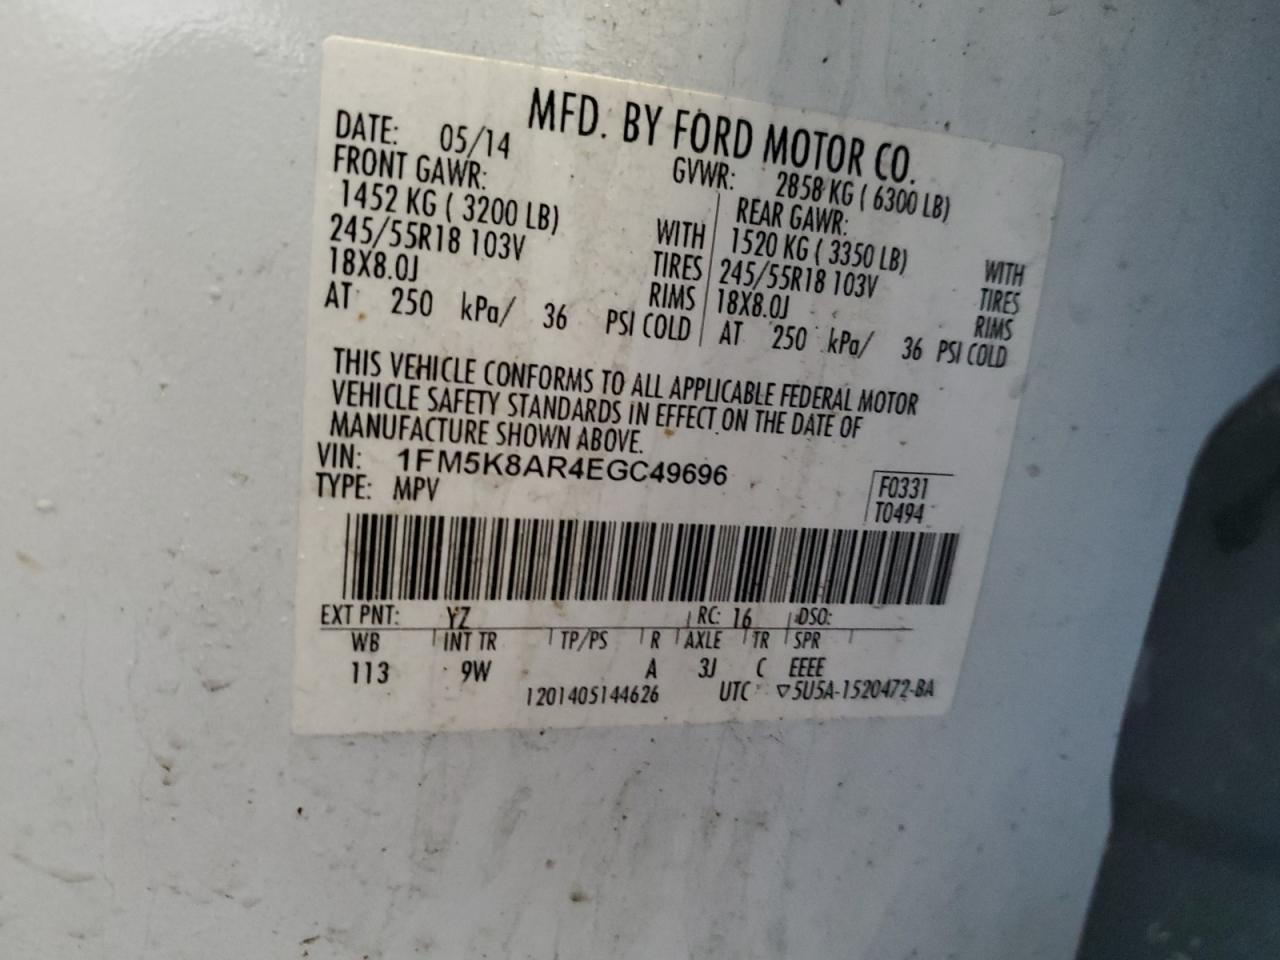 MFD. BY FORD MOTOR CO.
DATE: 05/14 GVWR: 2858 KG ( 6300 LB)
FRONT GAWR: REAR GAWR:
1452 KG ( 3200 LB) WITH 1520 KG ( 3350 LB) WITH
245/55R18 103V TIRES 245/55R18 103V TIRES
18X8.0J RIMS 18X8.0J RIMS
AT 250 kPa/ 36 PSI COLD AT 250 kPa/ 36 PSI COLD
THIS VEHICLE CONFORMS TO ALL APPLICABLE FEDERAL MOTOR
VEHICLE SAFETY STANDARDS IN EFFECT ON THE DATE OF
MANUFACTURE SHOWN ABOVE.
VIN: 1FM5K8AR4EGC49696
TYPE: MPV
F0331
T0494
EXT PNT: YZ RC: 16 DSO:
WB INT TR TP/PS R AXLE TR SPR
113 9W A 3J C EEEE
1201405144626 UTC ▽5U5A-1520472-BA